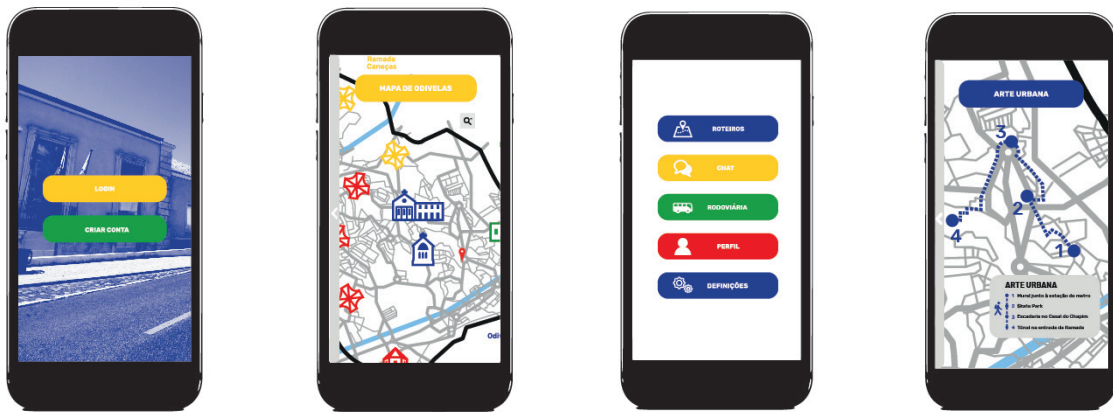 LOGIN
CRIAR CONTA
Ramada
Caneças
MAPA DE ODIVELAS
Odiv
ROTEIROS
CHAT
RODOVIÁRIA
PERFIL
DEFINIÇÕES
ARTE URBANA
3
2
4
1
ARTE URBANA
1 Mural junto à estação do metro
2 Skate Park
3 Escadaria no Casal do Chapim
4 Túnel na entrada da Ramada